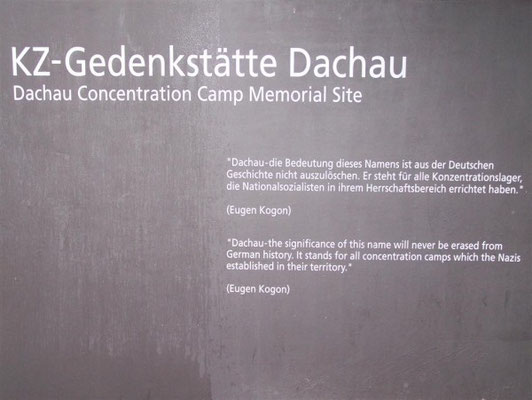 KZ-Gedenkstätte Dachau
Dachau Concentration Camp Memorial Site
"Dachau-die Bedeutung dieses Namens ist aus der Deutschen
Geschichte nicht auszulöschen. Er steht für alle Konzentrationslager,
die Nationalsozialisten in ihrem Herrschaftsbereich errichtet haben."
(Eugen Kogon)
"Dachau-the significance of this name will never be erased from
German history. It stands for all concentration camps which the Nazis
established in their territory."
(Eugen Kogon)